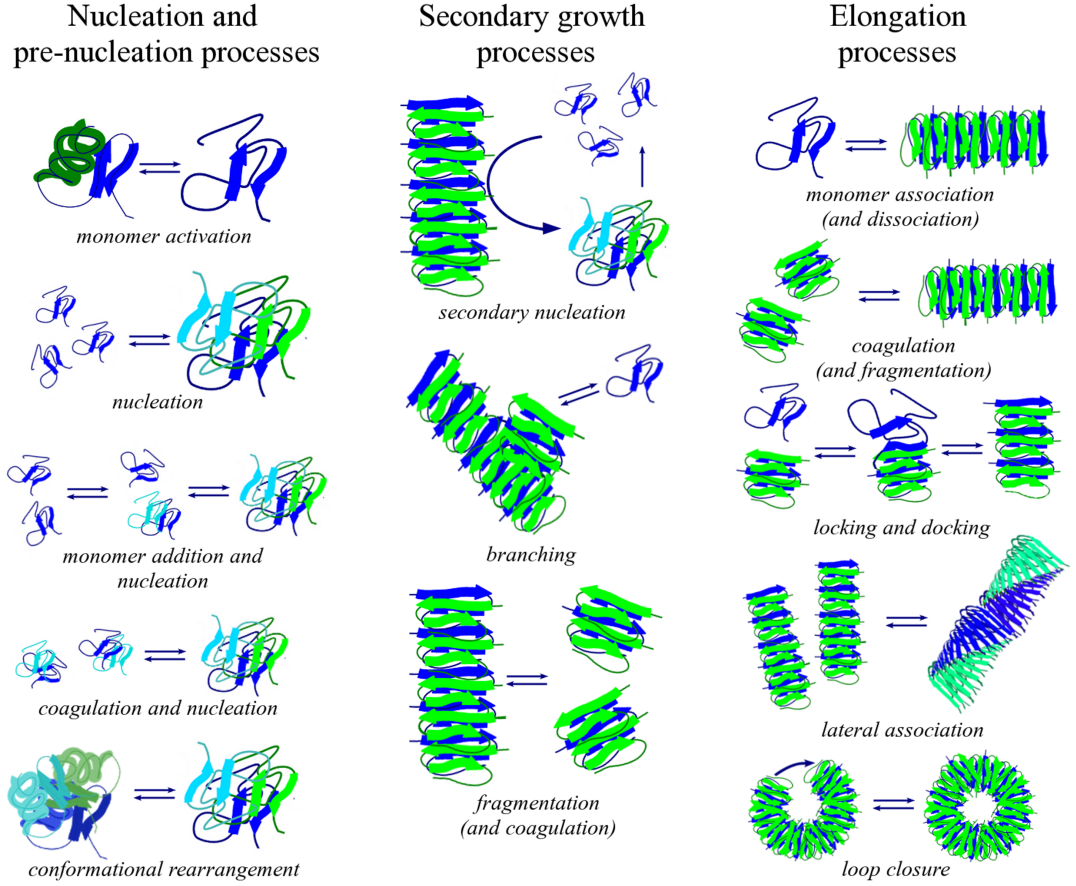 Nucleation and
pre-nucleation processes
monomer activation
nucleation
monomer addition and
nucleation
coagulation and nucleation
conformational rearrangement
Secondary growth
processes
secondary nucleation
branching
fragmentation
(and coagulation)
Elongation
processes
monomer association
(and dissociation)
coagulation
(and fragmentation)
locking and docking
lateral association
loop closure